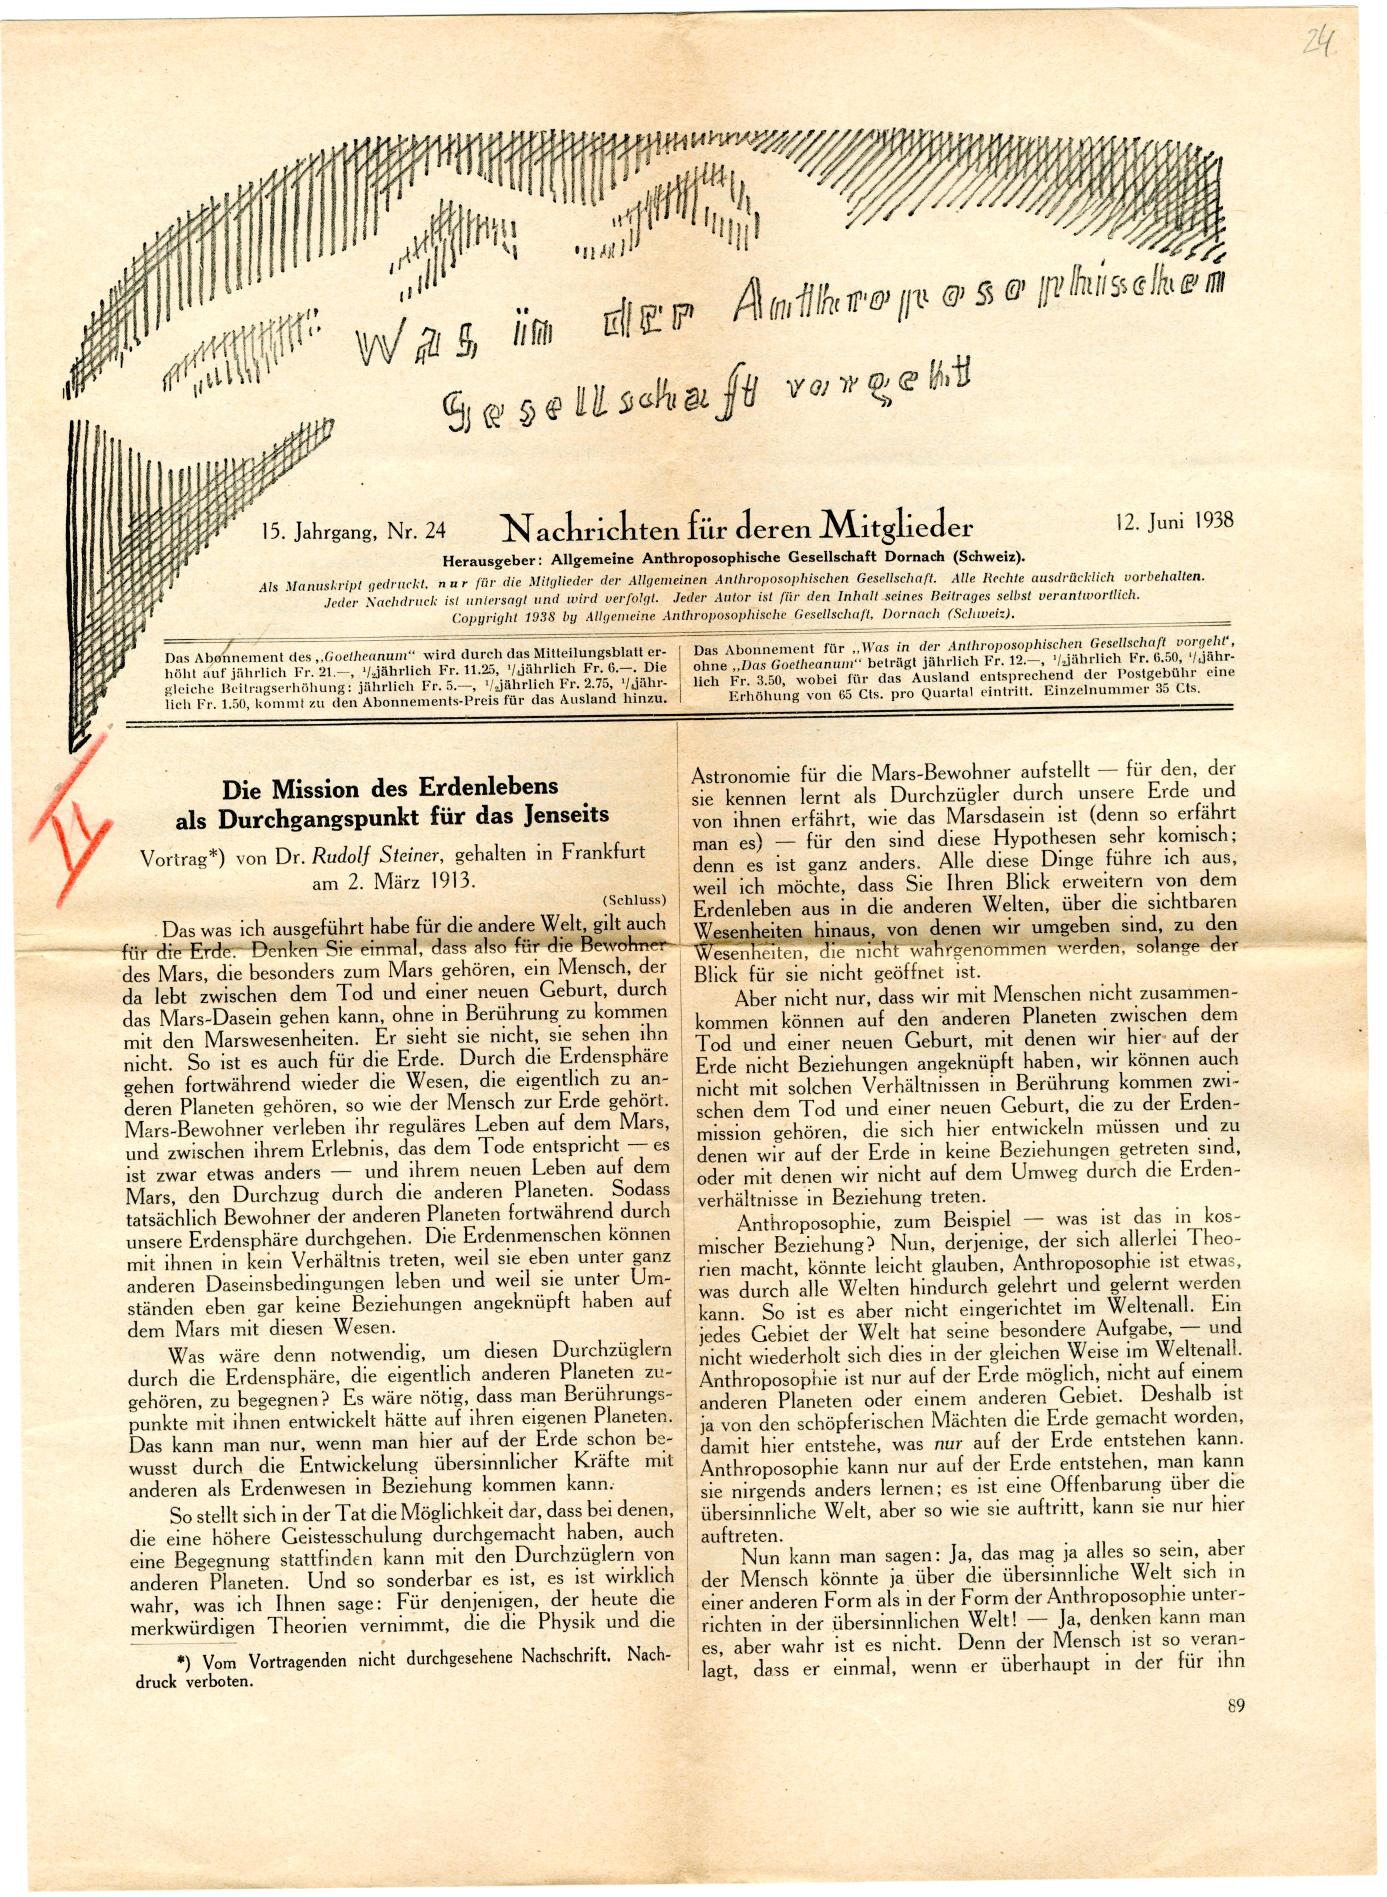 24.
Was in der Anthroposophischen
Gesellschaft vorgeht
15. Jahrgang, Nr. 24
Nachrichten für deren Mitglieder
12. Juni 1938
Herausgeber: Allgemeine Anthroposophische Gesellschaft Dornach (Schweiz).
Als Manuskript gedruckt, nur für die Mitglieder der Allgemeinen Anthroposophischen Gesellschaft. Alle Rechte ausdrücklich vorbehalten.
Jeder Nachdruck ist untersagt und wird verfolgt. Jeder Autor ist für den Inhalt seines Beitrages selbst verantwortlich.
Copyright 1938 by Allgemeine Anthroposophische Gesellschaft, Dornach (Schweiz).
Das Abonnement des „Goetheanum“ wird durch das Mitteilungsblatt er-
höht auf jährlich Fr. 21.—, 1/2jährlich Fr. 11.25, 1/4jährlich Fr. 6.—. Die
gleiche Beitragserhöhung: jährlich Fr. 5.—, 1/2jährlich Fr. 2.75, 1/4jähr-
lich Fr. 1.50, kommt zu den Abonnements-Preis für das Ausland hinzu.
Das Abonnement für „Was in der Anthroposophischen Gesellschaft vorgeht“,
ohne „Das Goetheanum“ beträgt jährlich Fr. 12.—, 1/2jährlich Fr. 6.50, 1/4jähr-
lich Fr. 3.50, wobei für das Ausland entsprechend der Postgebühr eine
Erhöhung von 65 Cts. pro Quartal eintritt. Einzelnummer 35 Cts.
Die Mission des Erdenlebens
als Durchgangspunkt für das Jenseits
Vortrag*) von Dr. Rudolf Steiner, gehalten in Frankfurt
am 2. März 1913.
(Schluss)
Das was ich ausgeführt habe für die andere Welt, gilt auch
für die Erde. Denken Sie einmal, dass also für die Bewohner
des Mars, die besonders zum Mars gehören, ein Mensch, der
da lebt zwischen dem Tod und einer neuen Geburt, durch
das Mars-Dasein gehen kann, ohne in Berührung zu kommen
mit den Marswesenheiten. Er sieht sie nicht, sie sehen ihn
nicht. So ist es auch für die Erde. Durch die Erdensphäre
gehen fortwährend wieder die Wesen, die eigentlich zu an-
deren Planeten gehören, so wie der Mensch zur Erde gehört.
Mars-Bewohner verleben ihr reguläres Leben auf dem Mars,
und zwischen ihrem Erlebnis, das dem Tode entspricht — es
ist zwar etwas anders — und ihrem neuen Leben auf dem
Mars, den Durchzug durch die anderen Planeten. Sodass
tatsächlich Bewohner der anderen Planeten fortwährend durch
unsere Erdensphäre durchgehen. Die Erdenmenschen können
mit ihnen in kein Verhältnis treten, weil sie eben unter ganz
anderen Daseinsbedingungen leben und weil sie unter Um-
ständen eben gar keine Beziehungen angeknüpft haben auf
dem Mars mit diesen Wesen.
Was wäre denn notwendig, um diesen Durchzüglern
durch die Erdensphäre, die eigentlich anderen Planeten zu-
gehören, zu begegnen? Es wäre nötig, dass man Berührungs-
punkte mit ihnen entwickelt hätte auf ihren eigenen Planeten.
Das kann man nur, wenn man hier auf der Erde schon be-
wusst durch die Entwickelung übersinnlicher Kräfte mit
anderen als Erdenwesen in Beziehung kommen kann.
So stellt sich in der Tat die Möglichkeit dar, dass bei denen,
die eine höhere Geistesschulung durchgemacht haben, auch
eine Begegnung stattfinden kann mit den Durchzüglern von
anderen Planeten. Und so sonderbar es ist, es ist wirklich
wahr, was ich Ihnen sage: Für denjenigen, der heute die
merkwürdigen Theorien vernimmt, die die Physik und die
*) Vom Vortragenden nicht durchgesehene Nachschrift. Nach-
druck verboten.
Astronomie für die Mars-Bewohner aufstellt — für den, der
sie kennen lernt als Durchzügler durch unsere Erde und
von ihnen erfährt, wie das Marsdasein ist (denn so erfährt
man es) — für den sind diese Hypothesen sehr komisch;
denn es ist ganz anders. Alle diese Dinge führe ich aus,
weil ich möchte, dass Sie Ihren Blick erweitern von dem
Erdenleben aus in die anderen Welten, über die sichtbaren
Wesenheiten hinaus, von denen wir umgeben sind, zu den
Wesenheiten, die nicht wahrgenommen werden, solange der
Blick für sie nicht geöffnet ist.
Aber nicht nur, dass wir mit Menschen nicht zusammen-
kommen können auf den anderen Planeten zwischen dem
Tod und einer neuen Geburt, mit denen wir hier auf der
Erde nicht Beziehungen angeknüpft haben, wir können auch
nicht mit solchen Verhältnissen in Berührung kommen zwi-
schen dem Tod und einer neuen Geburt, die zu der Erden-
mission gehören, die sich hier entwickeln müssen und zu
denen wir auf der Erde in keine Beziehungen getreten sind,
oder mit denen wir nicht auf dem Umweg durch die Erden-
verhältnisse in Beziehung treten.
Anthroposophie, zum Beispiel — was ist das in kos-
mischer Beziehung? Nun, derjenige, der sich allerlei Theo-
rien macht, könnte leicht glauben, Anthroposophie ist etwas,
was durch alle Welten hindurch gelehrt und gelernt werden
kann. So ist es aber nicht eingerichtet im Weltenall. Ein
jedes Gebiet der Welt hat seine besondere Aufgabe, — und
nicht wiederholt sich dies in der gleichen Weise im Weltenall.
Anthroposophie ist nur auf der Erde möglich, nicht auf einem
anderen Planeten oder einem anderen Gebiet. Deshalb ist
ja von den schöpferischen Mächten die Erde gemacht worden,
damit hier entstehe, was nur auf der Erde entstehen kann.
Anthroposophie kann nur auf der Erde entstehen, man kann
sie nirgends anders lernen; es ist eine Offenbarung über die
übersinnliche Welt, aber so wie sie auftritt, kann sie nur hier
auftreten.
Nun kann man sagen: Ja, das mag ja alles so sein, aber
der Mensch könnte ja über die übersinnliche Welt sich in
einer anderen Form als in der Form der Anthroposophie unter-
richten in der übersinnlichen Welt! — Ja, denken kann man
es, aber wahr ist es nicht. Denn der Mensch ist so veran-
lagt, dass er einmal, wenn er überhaupt in der für ihn
89